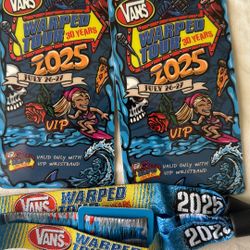 VANS
WARPED
TOUR
30 YEARS
2025
JULY 26-27
VIP
VALID ONLY WITH
VIP WRISTBAND
VANS
WARPED
TOUR
30 YEARS
2025
JULY 26-27
VIP
VALID ONLY WITH
VIP WRISTBAND
VANS
WARPED
2025
VANS
WARPED
2025